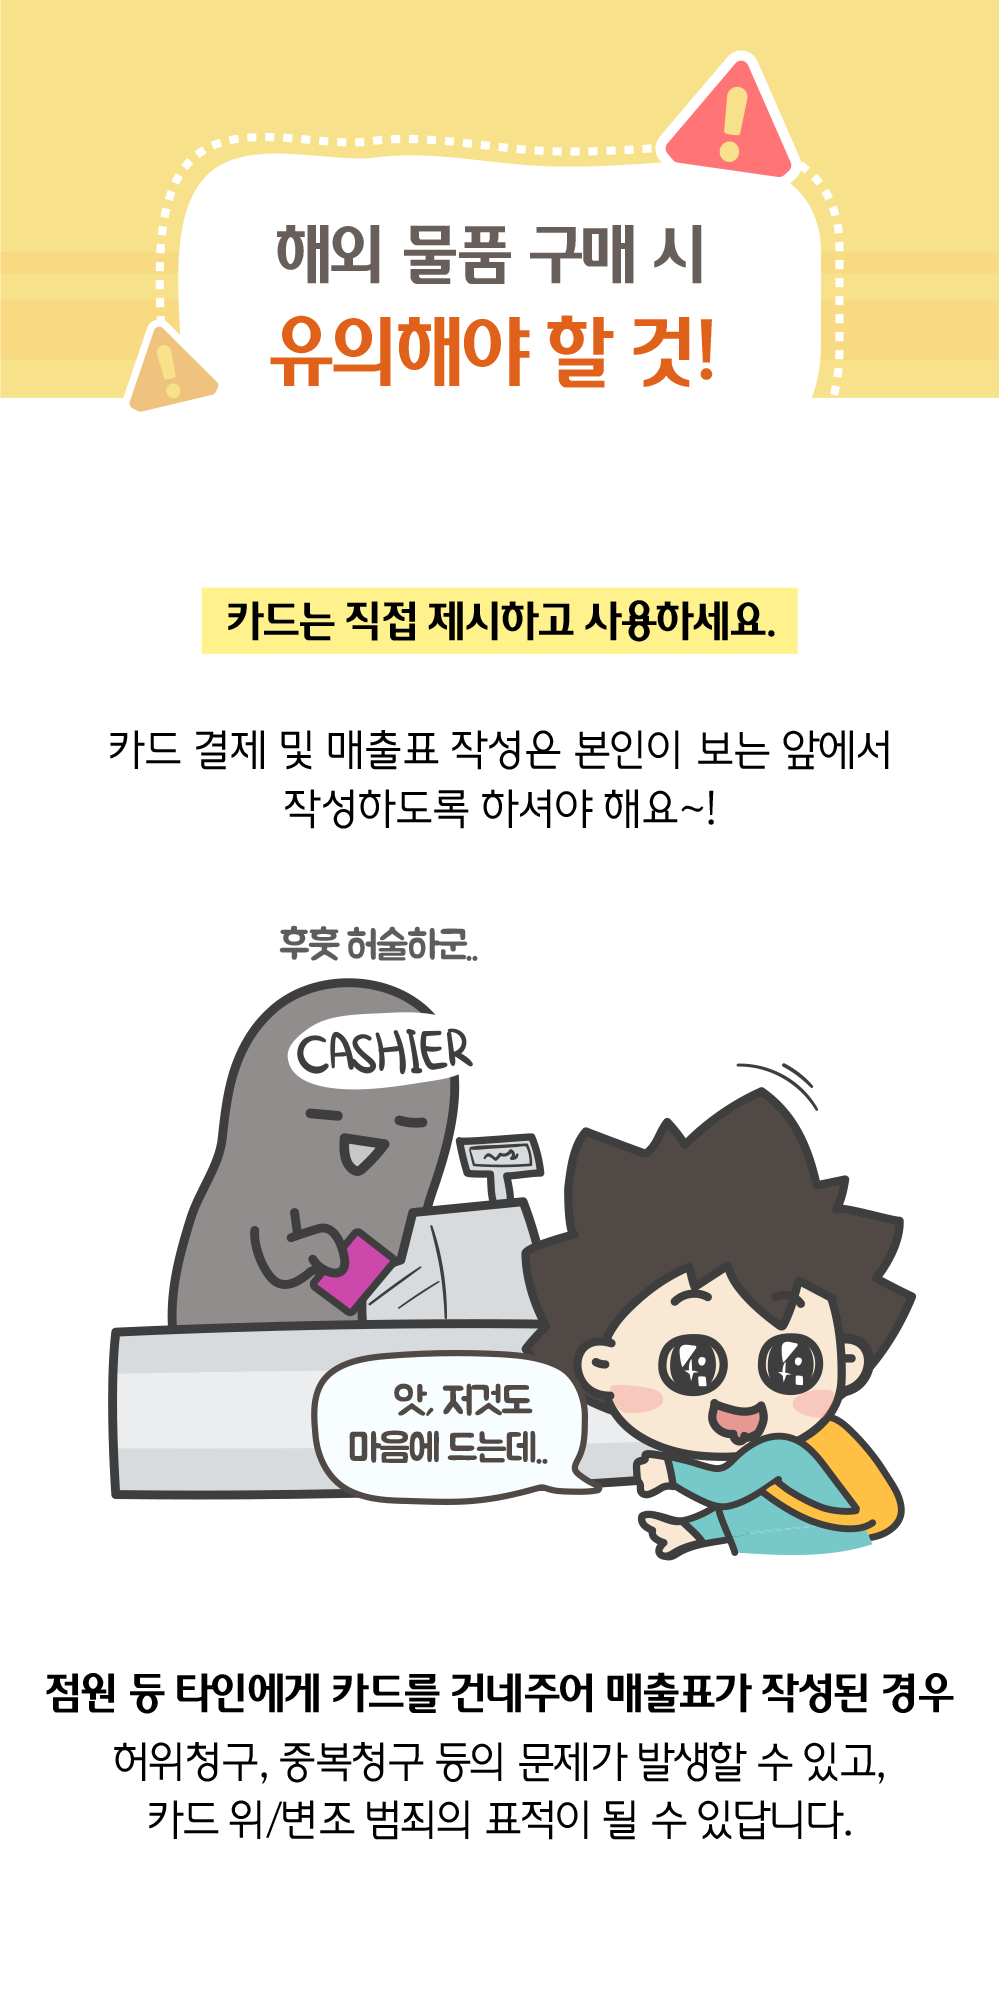 해외 물품 구매 시
유의해야 할 것!
카드는 직접 제시하고 사용하세요.
카드 결제 및 매출표 작성은 본인이 보는 앞에서
작성하도록 하셔야 해요~!
후훗 허술하군..
CASHIER
앗, 저것도
마음에 드는데..
점원 등 타인에게 카드를 건네주어 매출표가 작성된 경우
허위청구, 중복청구 등의 문제가 발생할 수 있고,
카드 위/변조 범죄의 표적이 될 수 있답니다.